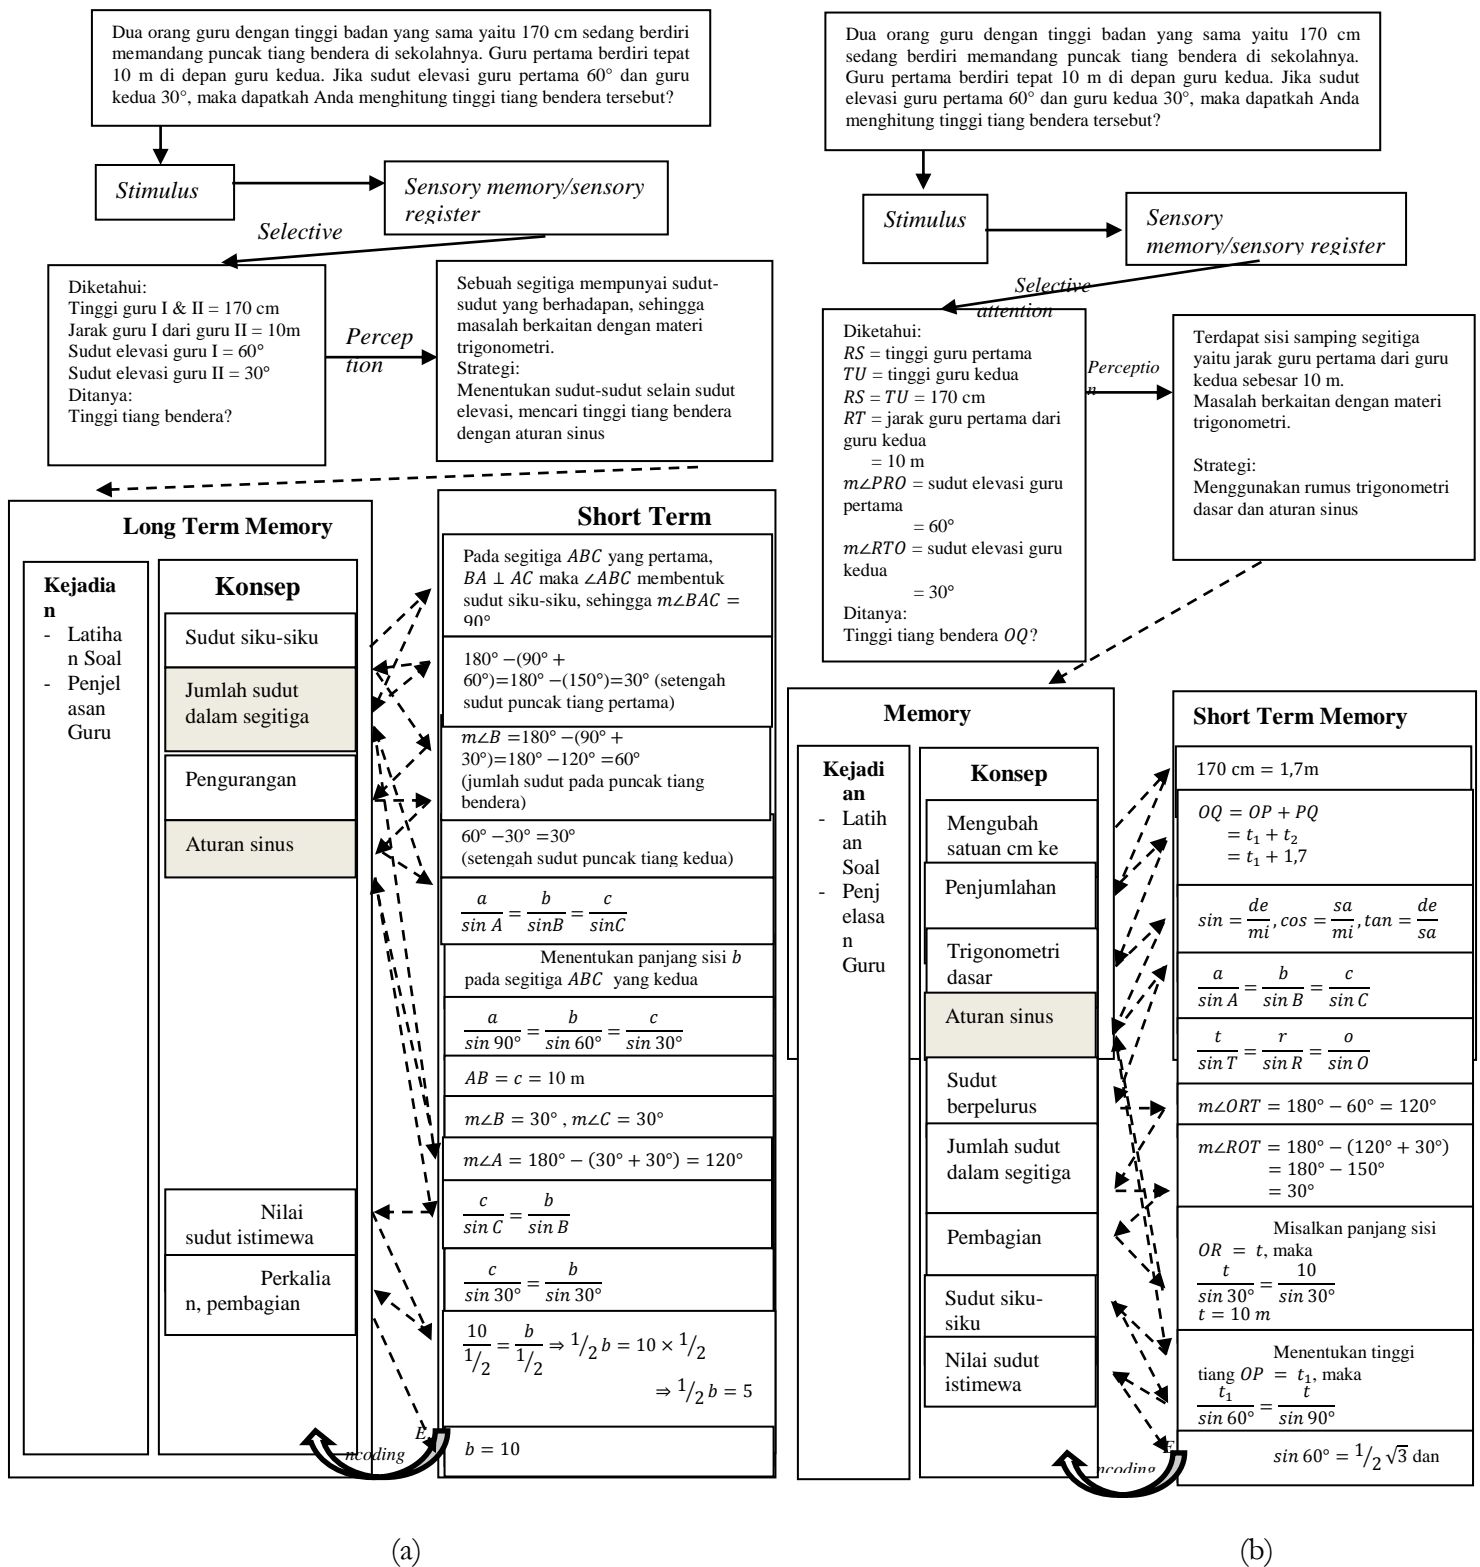 Dua orang guru dengan tinggi badan yang sama yaitu 170 cm sedang berdiri
memandang puncak tiang bendera di sekolahnya. Guru pertama berdiri tepat
10 m di depan guru kedua. Jika sudut elevasi guru pertama 60° dan guru
kedua 30°, maka dapatkah Anda menghitung tinggi tiang bendera tersebut?
Stimulus
Sensory memory/sensory
register
Selective
Diketahui:
Tinggi guru I & II = 170 cm
Jarak guru I dari guru II = 10m
Sudut elevasi guru I = 60°
Sudut elevasi guru II = 30°
Ditanya:
Tinggi tiang bendera?
Percep
tion
Sebuah segitiga mempunyai sudut-
sudut yang berhadapan, sehingga
masalah berkaitan dengan materi
trigonometri.
Strategi:
Menentukan sudut-sudut selain sudut
elevasi, mencari tinggi tiang bendera
dengan aturan sinus
Long Term Memory
Kejadia
n
- Latiha
n Soal
- Penjel
asan
Guru
Konsep
Sudut siku-siku
Jumlah sudut
dalam segitiga
Pengurangan
Aturan sinus
Nilai
sudut istimewa
Perkalia
n, pembagian
Short Term
Pada segitiga ABC yang pertama,
BA ⊥ AC maka ∠ABC membentuk
sudut siku-siku, sehingga m∠BAC =
90°
180° −(90° +
60°)=180° −(150°)=30° (setengah
sudut puncak tiang pertama)
m∠B =180° −(90° +
30°)=180° −120° =60°
(jumlah sudut pada puncak tiang
bendera)
60° −30° =30°
(setengah sudut puncak tiang kedua)
a/sin A = b/sinB = c/sinC
Menentukan panjang sisi b
pada segitiga ABC yang kedua
a/sin 90° = b/sin 60° = c/sin 30°
AB = c = 10 m
m∠B = 30° , m∠C = 30°
m∠A = 180° − (30° + 30°) = 120°
c/sin C = b/sin B
c/sin 30° = b/sin 30°
10/(1/2) = b/(1/2) ⇒ 1/2 b = 10 × 1/2
⇒ 1/2 b = 5
b = 10
E
ncoding
(a)
Dua orang guru dengan tinggi badan yang sama yaitu 170 cm
sedang berdiri memandang puncak tiang bendera di sekolahnya.
Guru pertama berdiri tepat 10 m di depan guru kedua. Jika sudut
elevasi guru pertama 60° dan guru kedua 30°, maka dapatkah Anda
menghitung tinggi tiang bendera tersebut?
Stimulus
Sensory
memory/sensory register
Selective
attention
Diketahui:
RS = tinggi guru pertama
TU = tinggi guru kedua
RS = TU = 170 cm
RT = jarak guru pertama dari
guru kedua
= 10 m
m∠PRO = sudut elevasi guru
pertama
= 60°
m∠RTO = sudut elevasi guru
kedua
= 30°
Ditanya:
Tinggi tiang bendera OQ?
Perceptio
n
Terdapat sisi samping segitiga
yaitu jarak guru pertama dari guru
kedua sebesar 10 m.
Masalah berkaitan dengan materi
trigonometri.
Strategi:
Menggunakan rumus trigonometri
dasar dan aturan sinus
Memory
Kejadi
an
- Latih
an
Soal
- Penj
elasa
n
Guru
Konsep
Mengubah
satuan cm ke
Penjumlahan
Trigonometri
dasar
Aturan sinus
Sudut
berpelurus
Jumlah sudut
dalam segitiga
Pembagian
Sudut siku-
siku
Nilai sudut
istimewa
Short Term Memory
170 cm = 1,7m
OQ = OP + PQ
= t₁ + t₂
= t₁ + 1,7
sin = de/mi, cos = sa/mi, tan = de/sa
a/sin A = b/sin B = c/sin C
t/sin T = r/sin R = o/sin O
m∠ORT = 180° − 60° = 120°
m∠ROT = 180° − (120° + 30°)
= 180° − 150°
= 30°
Misalkan panjang sisi
OR = t, maka
t/sin 30° = 10/sin 30°
t = 10 m
Menentukan tinggi
tiang OP = t₁, maka
t₁/sin 60° = t/sin 90°
sin 60° = 1/2 √3 dan
E
ncoding
(b)